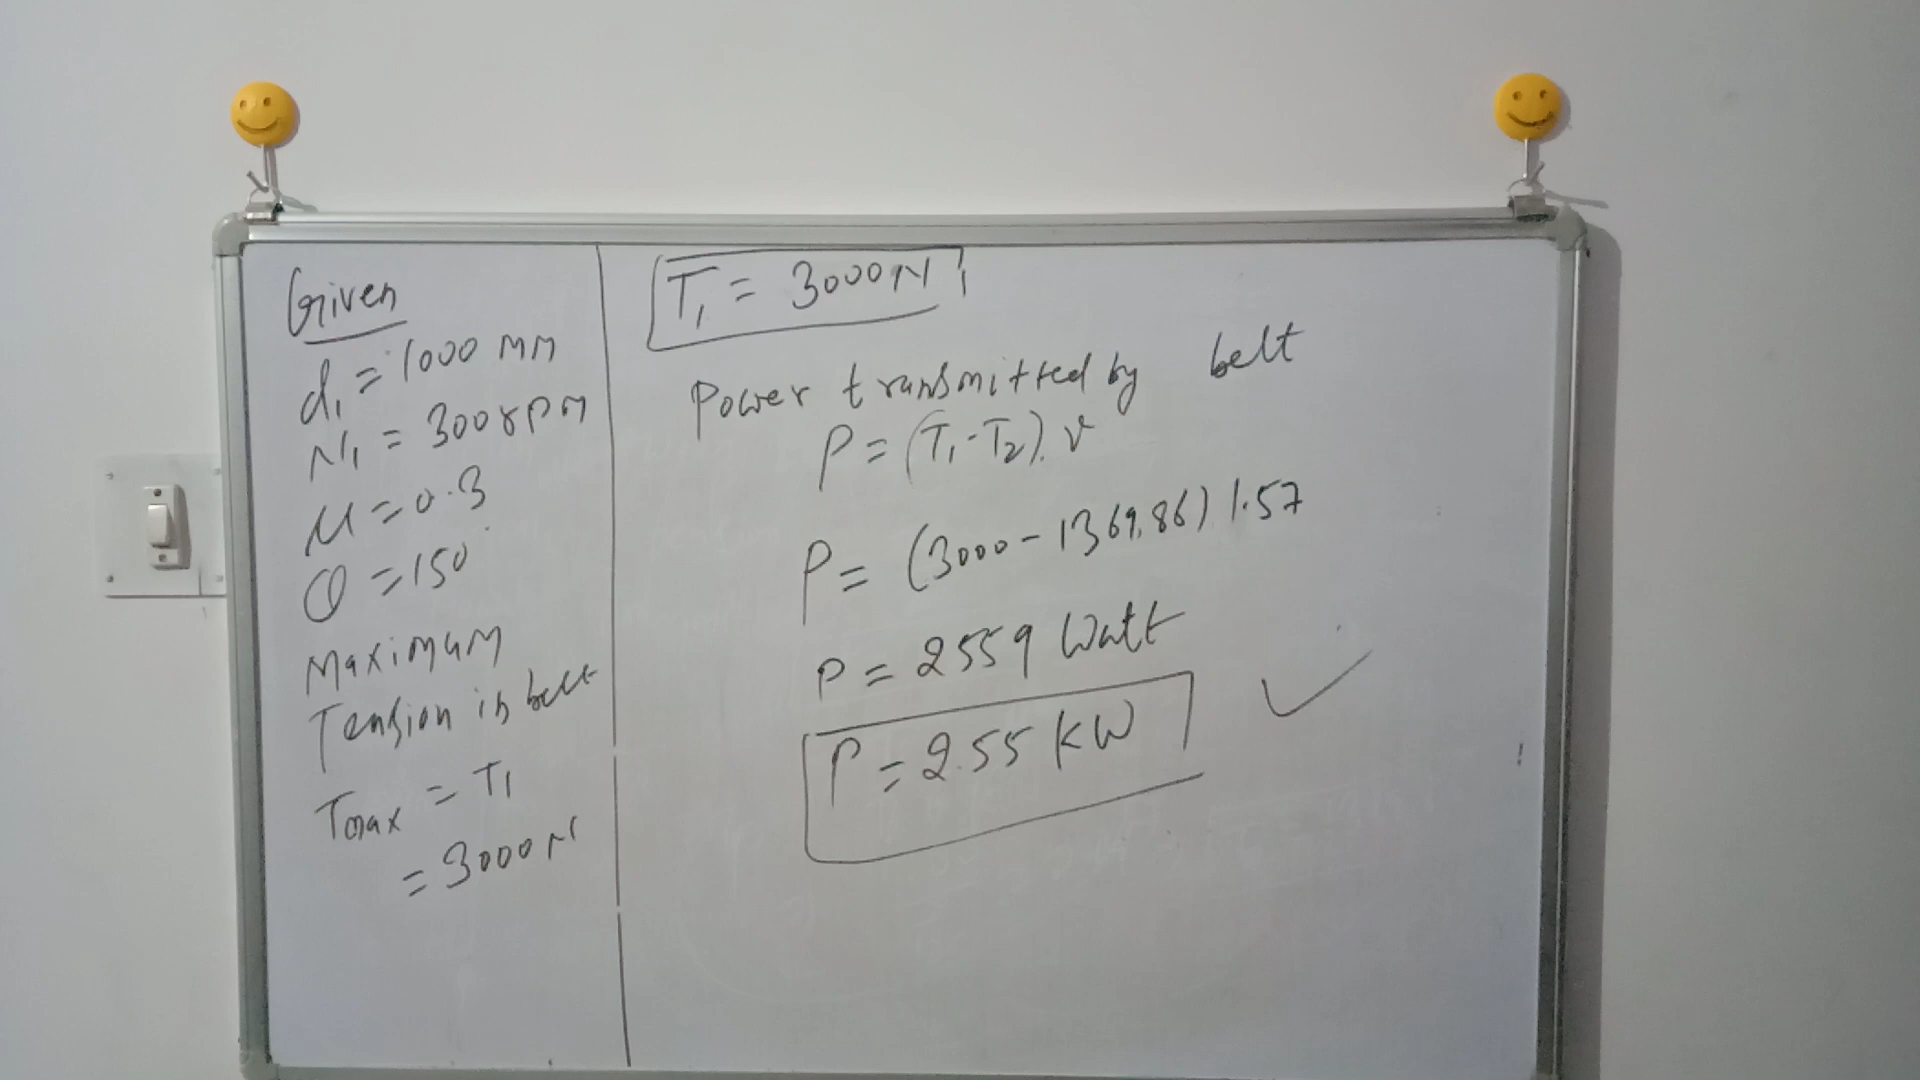 Given
d₁ = 1000 mm
N₁ = 300 rpm
μ = 0.3
θ = 150°
Maximum
Tension in belt
Tmax = T₁
= 3000 N
T₁ = 3000 N
Power transmitted by belt
P = (T₁ - T₂). v
P = (3000 - 1369.86) 1.57
P = 2559 Watt
P = 2.55 KW